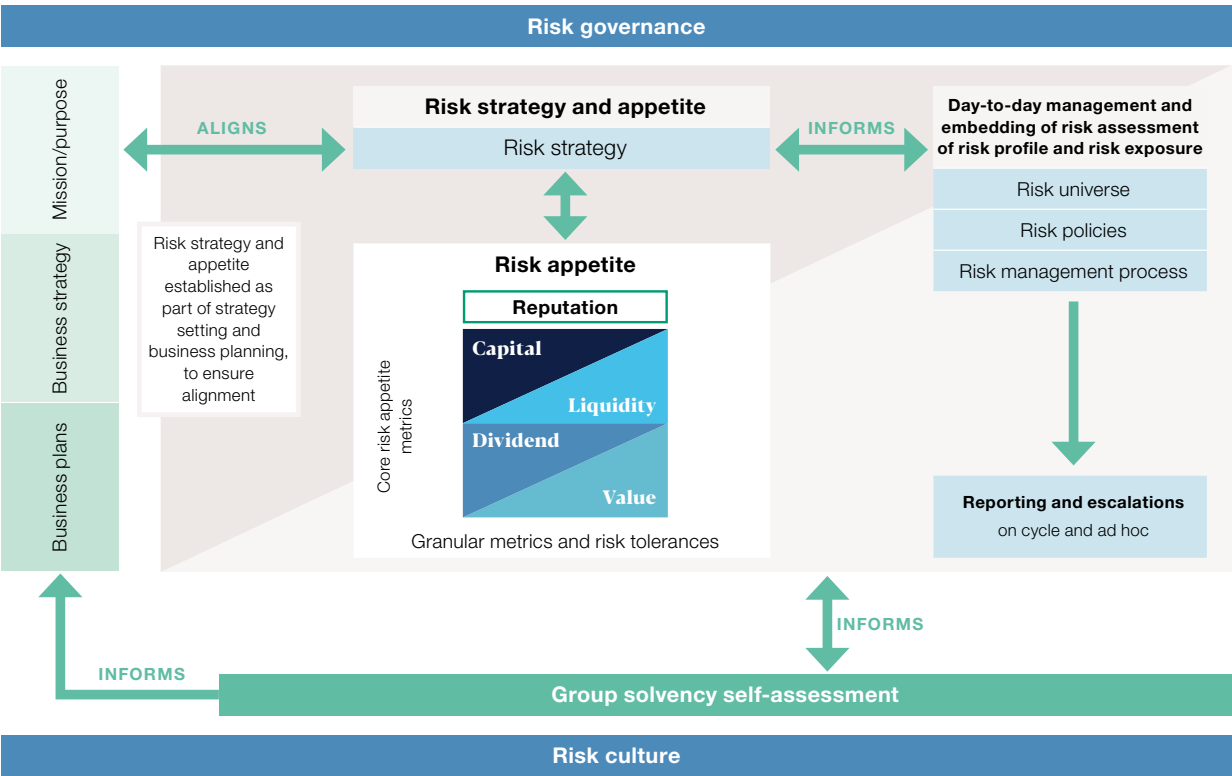 Risk governance
Mission/purpose
Business strategy
Business plans
ALIGNS
Risk strategy and
appetite
established as
part of strategy
setting and
business planning,
to ensure
alignment
Risk strategy and appetite
Risk strategy
INFORMS
Day-to-day management and
embedding of risk assessment
of risk profile and risk exposure
Risk universe
Risk policies
Risk management process
Risk appetite
Reputation
Core risk appetite
metrics
Capital
Liquidity
Dividend
Value
Granular metrics and risk tolerances
Reporting and escalations
on cycle and ad hoc
INFORMS
INFORMS
Group solvency self-assessment
Risk culture